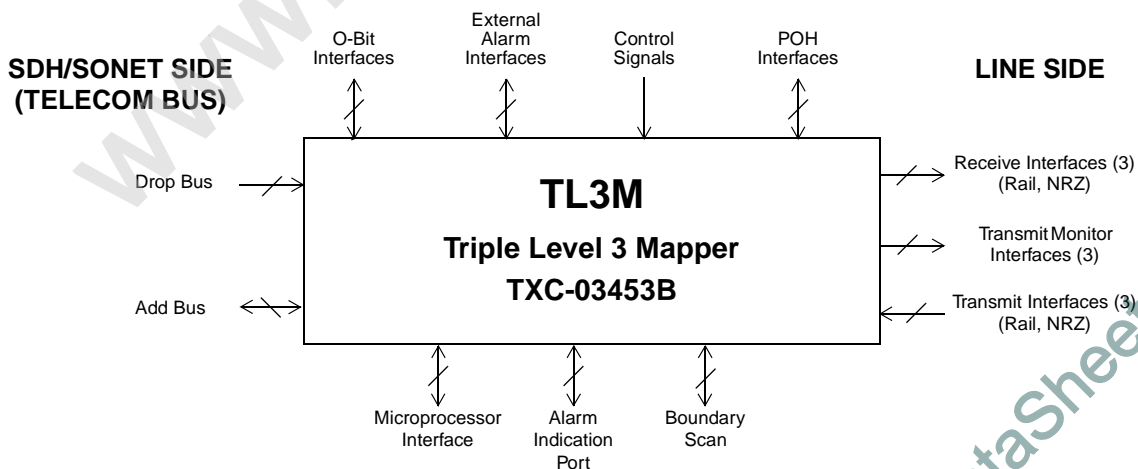 O-Bit
Interfaces
External
Alarm
Interfaces
Control
Signals
POH
Interfaces
SDH/SONET SIDE
(TELECOM BUS)
LINE SIDE
Drop Bus
Add Bus
TL3M
Triple Level 3 Mapper
TXC-03453B
Receive Interfaces (3)
(Rail, NRZ)
Transmit Monitor
Interfaces (3)
Transmit Interfaces (3)
(Rail, NRZ)
Microprocessor
Interface
Alarm
Indication
Port
Boundary
Scan
www.
taSheet